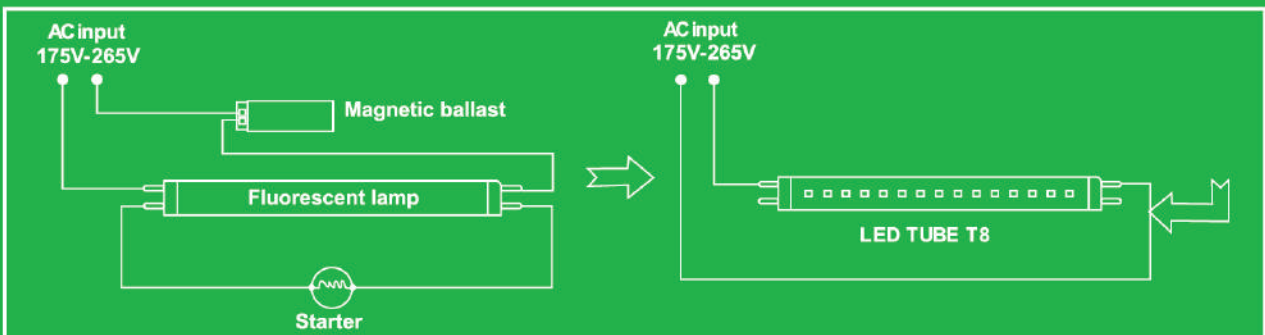 AC input
175V-265V
Magnetic ballast
Fluorescent lamp
Starter
AC input
175V-265V
LED TUBE T8